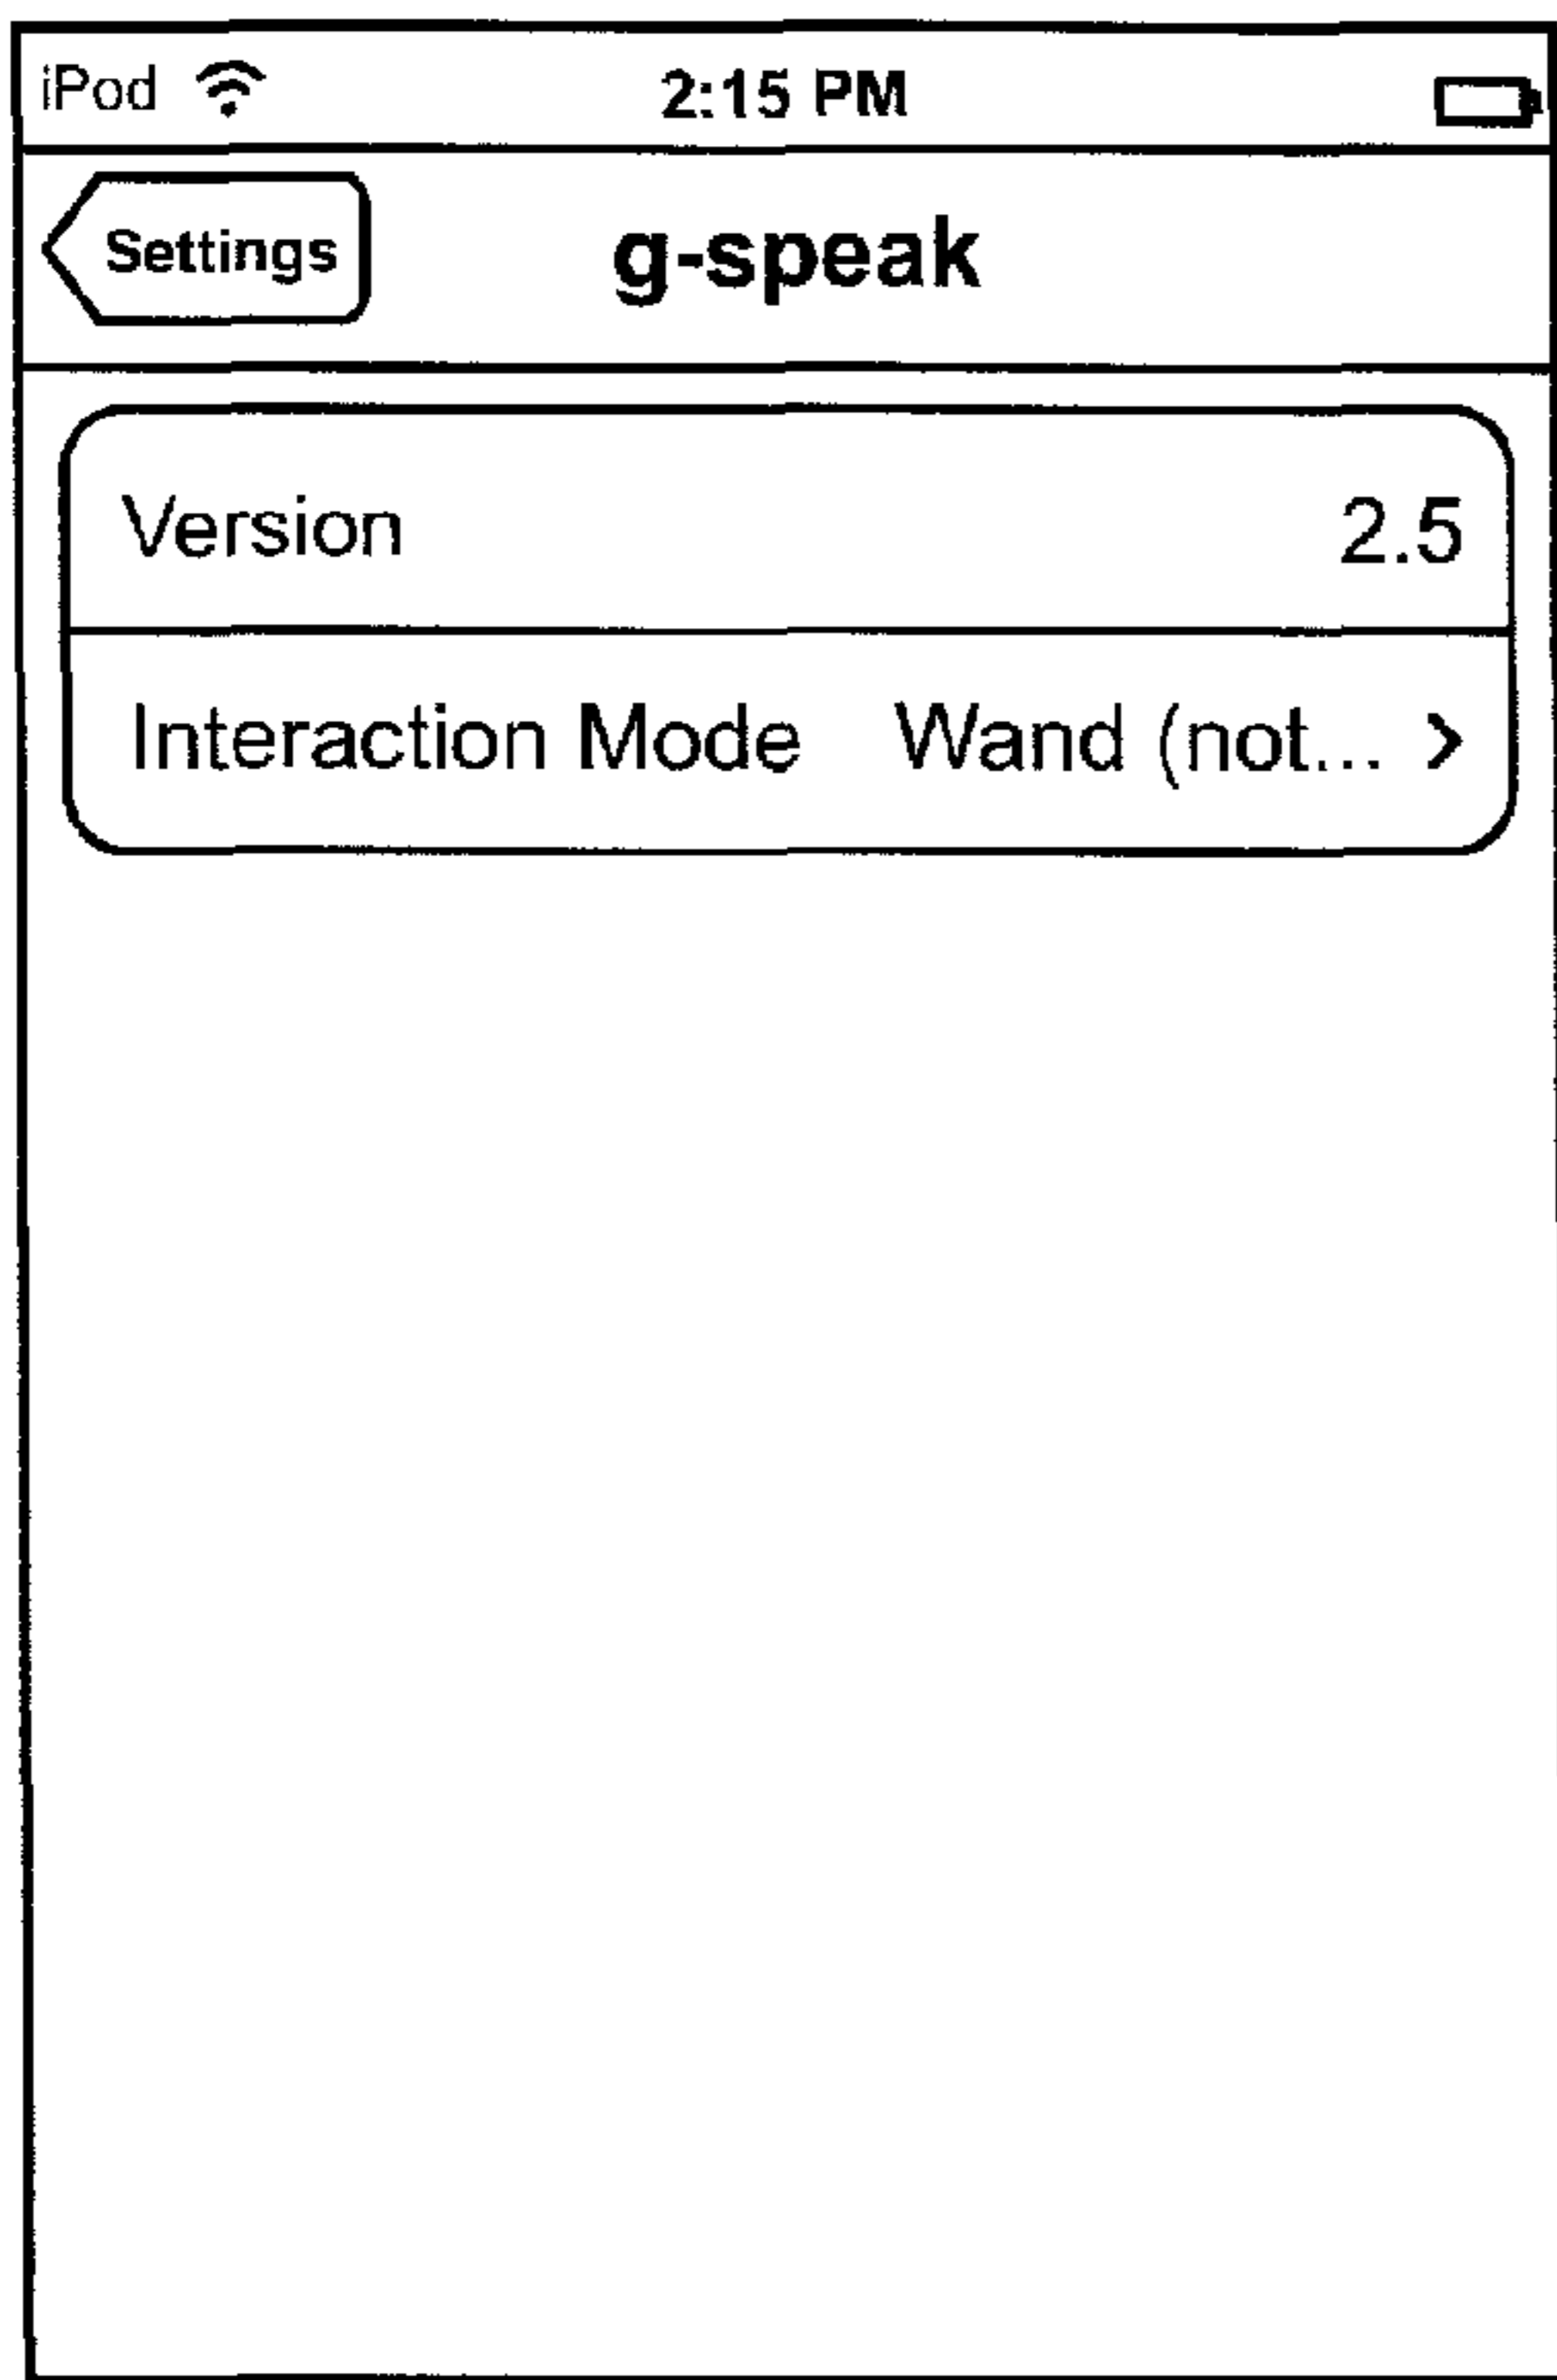 iPod 2:15 PM
Settings g-speak
Version 2.5
Interaction Mode Wand (not... >